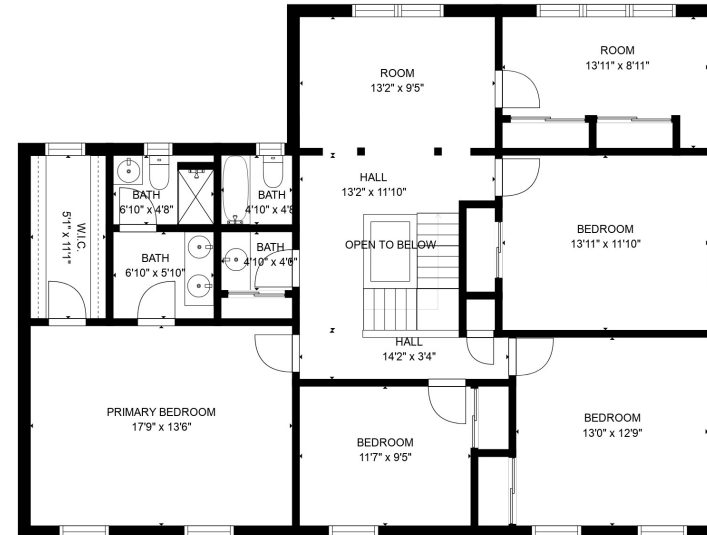 ROOM
13'2" x 9'5"
ROOM
13'11" x 8'11"
HALL
13'2" x 11'10"
BATH
6'10" x 4'8"
BATH
4'10" x 4'8
W.I.C.
5'1" x 11'1"
BATH
6'10" x 5'10"
BATH
4'10" x 4'6"
OPEN TO BELOW
BEDROOM
13'11" x 11'10"
HALL
14'2" x 3'4"
PRIMARY BEDROOM
17'9" x 13'6"
BEDROOM
11'7" x 9'5"
BEDROOM
13'0" x 12'9"